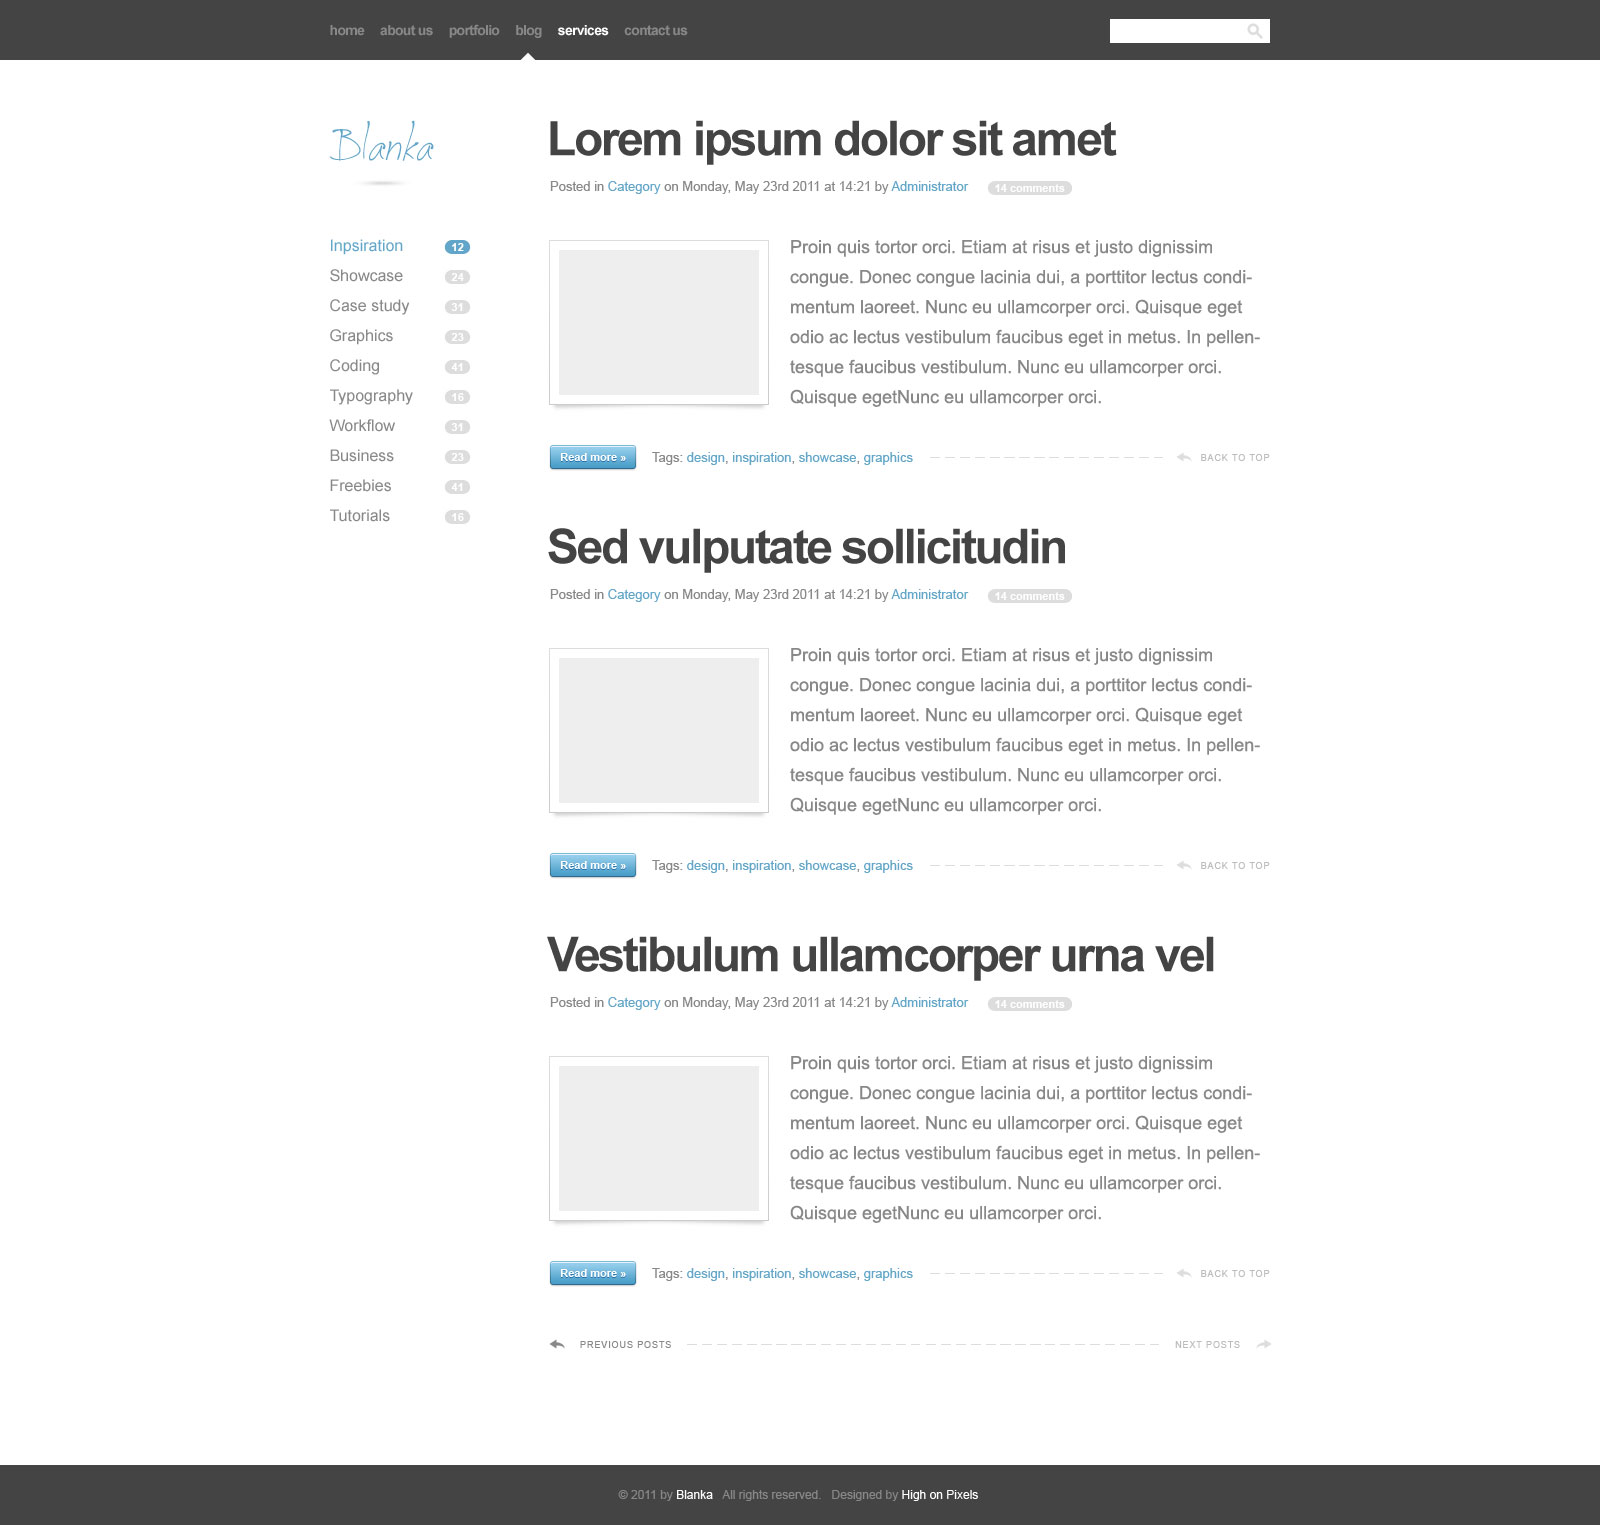 home about us portfolio blog services contact us
Blanka
Inpsiration 12
Showcase 24
Case study 31
Graphics 23
Coding 41
Typography 16
Workflow 31
Business 23
Freebies 41
Tutorials 16
Lorem ipsum dolor sit amet
Posted in Category on Monday, May 23rd 2011 at 14:21 by Administrator 14 comments
Proin quis tortor orci. Etiam at risus et justo dignissim
congue. Donec congue lacinia dui, a porttitor lectus condi-
mentum laoreet. Nunc eu ullamcorper orci. Quisque eget
odio ac lectus vestibulum faucibus eget in metus. In pellen-
tesque faucibus vestibulum. Nunc eu ullamcorper orci.
Quisque egetNunc eu ullamcorper orci.
Read more » Tags: design, inspiration, showcase, graphics BACK TO TOP
Sed vulputate sollicitudin
Posted in Category on Monday, May 23rd 2011 at 14:21 by Administrator 14 comments
Proin quis tortor orci. Etiam at risus et justo dignissim
congue. Donec congue lacinia dui, a porttitor lectus condi-
mentum laoreet. Nunc eu ullamcorper orci. Quisque eget
odio ac lectus vestibulum faucibus eget in metus. In pellen-
tesque faucibus vestibulum. Nunc eu ullamcorper orci.
Quisque egetNunc eu ullamcorper orci.
Read more » Tags: design, inspiration, showcase, graphics BACK TO TOP
Vestibulum ullamcorper urna vel
Posted in Category on Monday, May 23rd 2011 at 14:21 by Administrator 14 comments
Proin quis tortor orci. Etiam at risus et justo dignissim
congue. Donec congue lacinia dui, a porttitor lectus condi-
mentum laoreet. Nunc eu ullamcorper orci. Quisque eget
odio ac lectus vestibulum faucibus eget in metus. In pellen-
tesque faucibus vestibulum. Nunc eu ullamcorper orci.
Quisque egetNunc eu ullamcorper orci.
Read more » Tags: design, inspiration, showcase, graphics BACK TO TOP
PREVIOUS POSTS NEXT POSTS
© 2011 by Blanka All rights reserved. Designed by High on Pixels